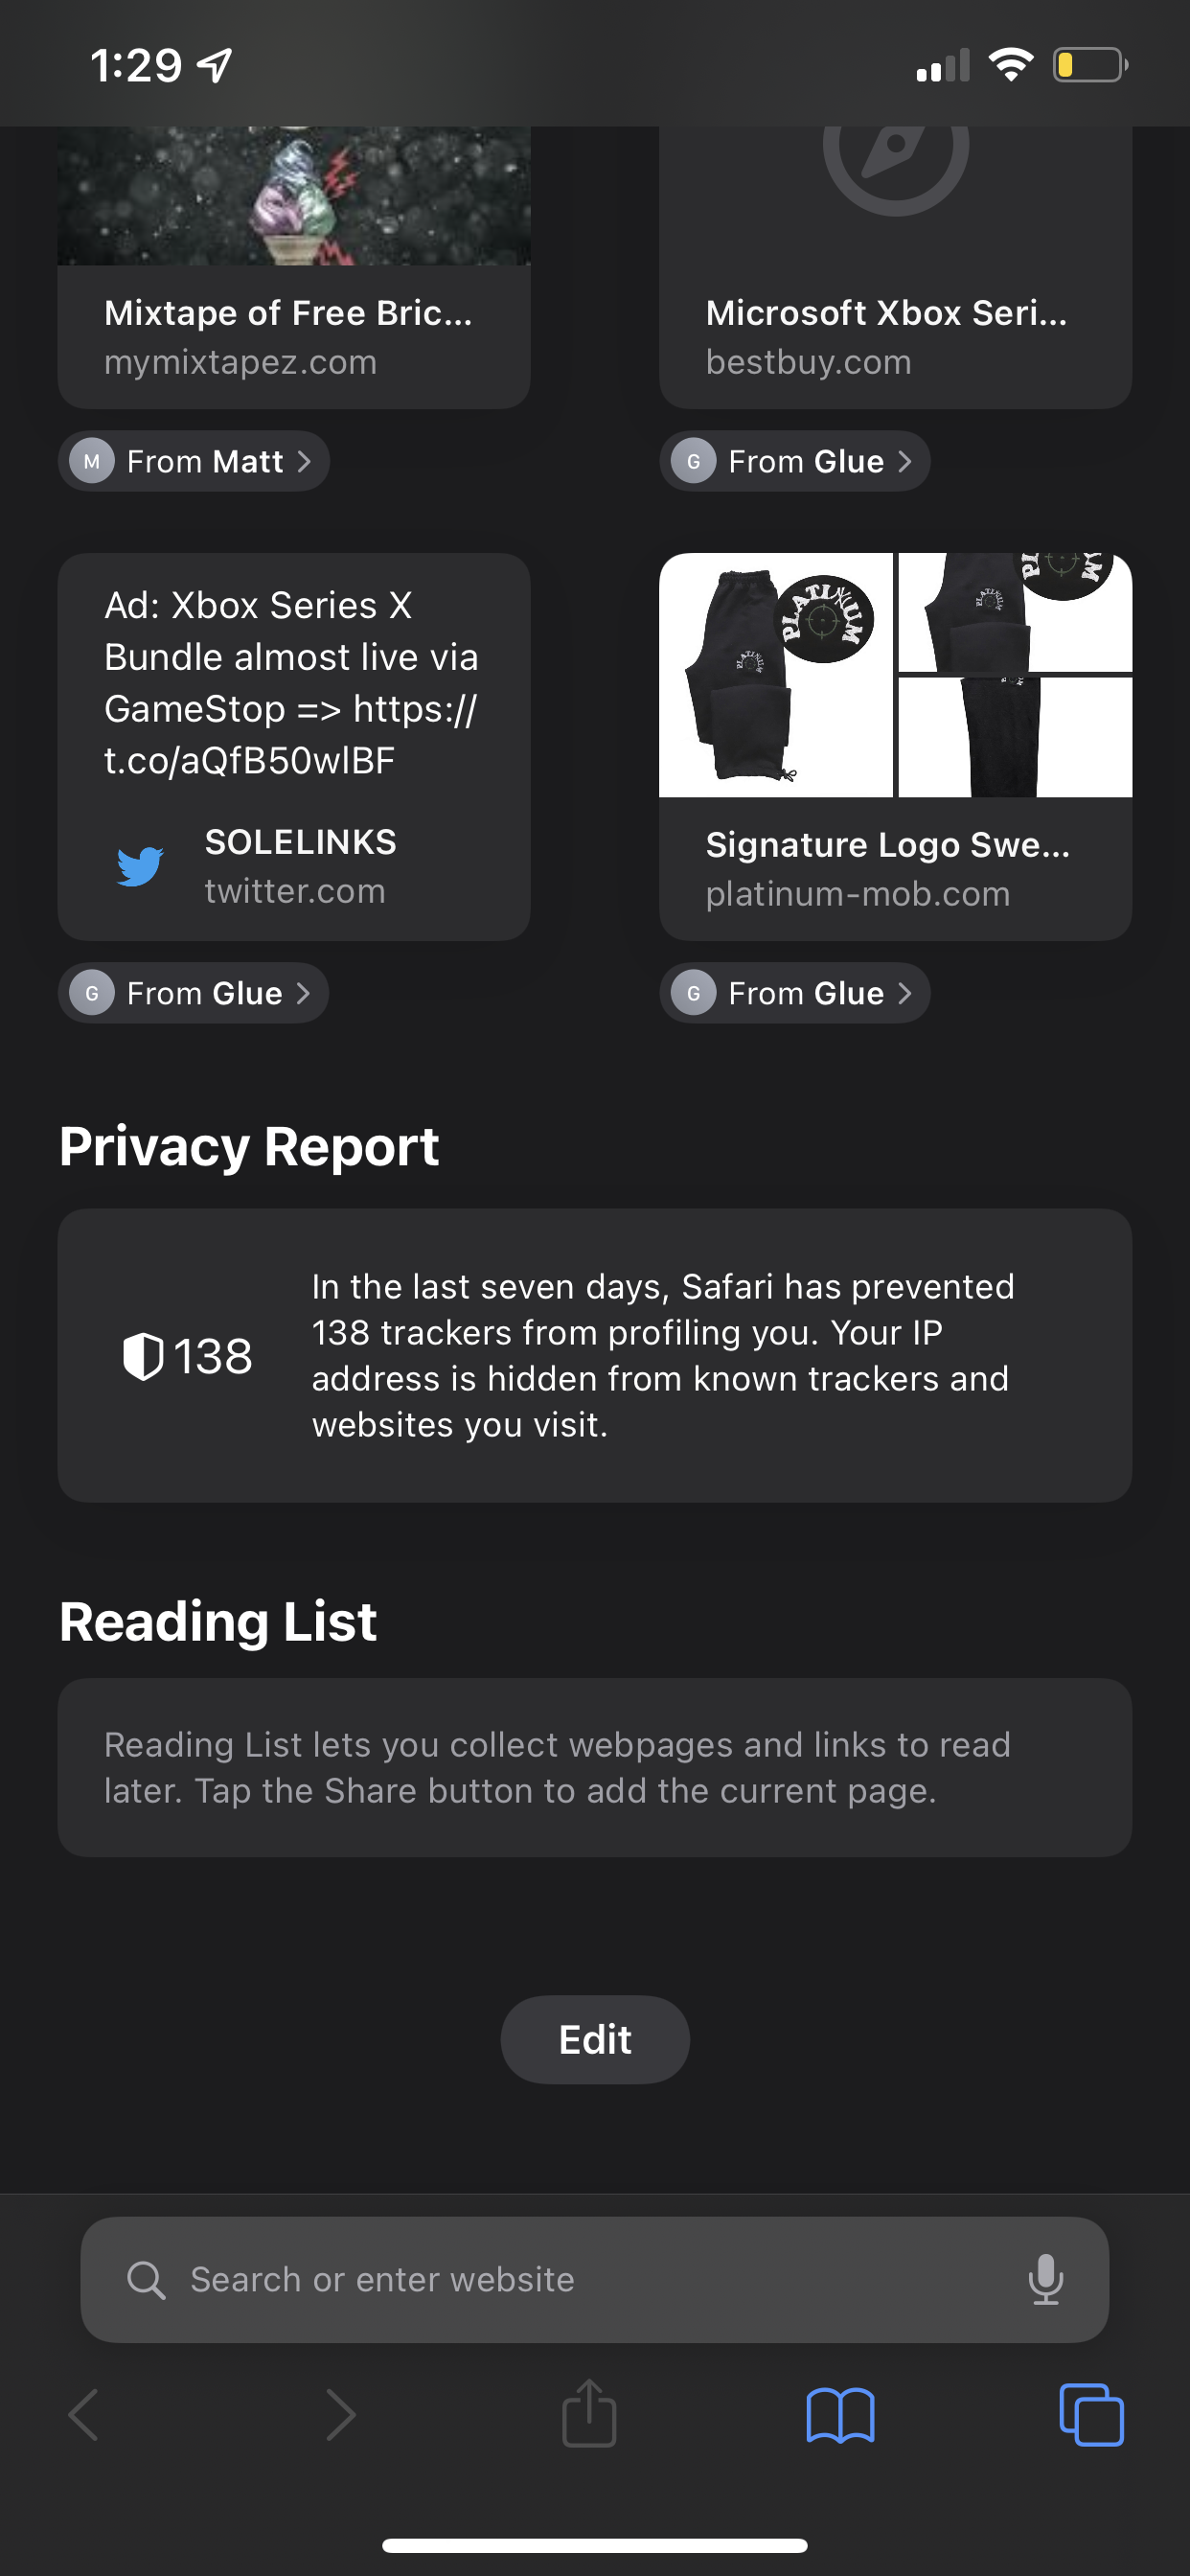 1:29
Mixtape of Free Bric...
mymixtapez.com
Microsoft Xbox Seri...
bestbuy.com
M From Matt
G From Glue
Ad: Xbox Series X
Bundle almost live via
GameStop => https://
t.co/aQfB50wlBF
SOLELINKS
twitter.com
PLATINUM
PLATINUM
Signature Logo Swe...
platinum-mob.com
G From Glue
G From Glue
Privacy Report
138
In the last seven days, Safari has prevented
138 trackers from profiling you. Your IP
address is hidden from known trackers and
websites you visit.
Reading List
Reading List lets you collect webpages and links to read
later. Tap the Share button to add the current page.
Edit
Search or enter website